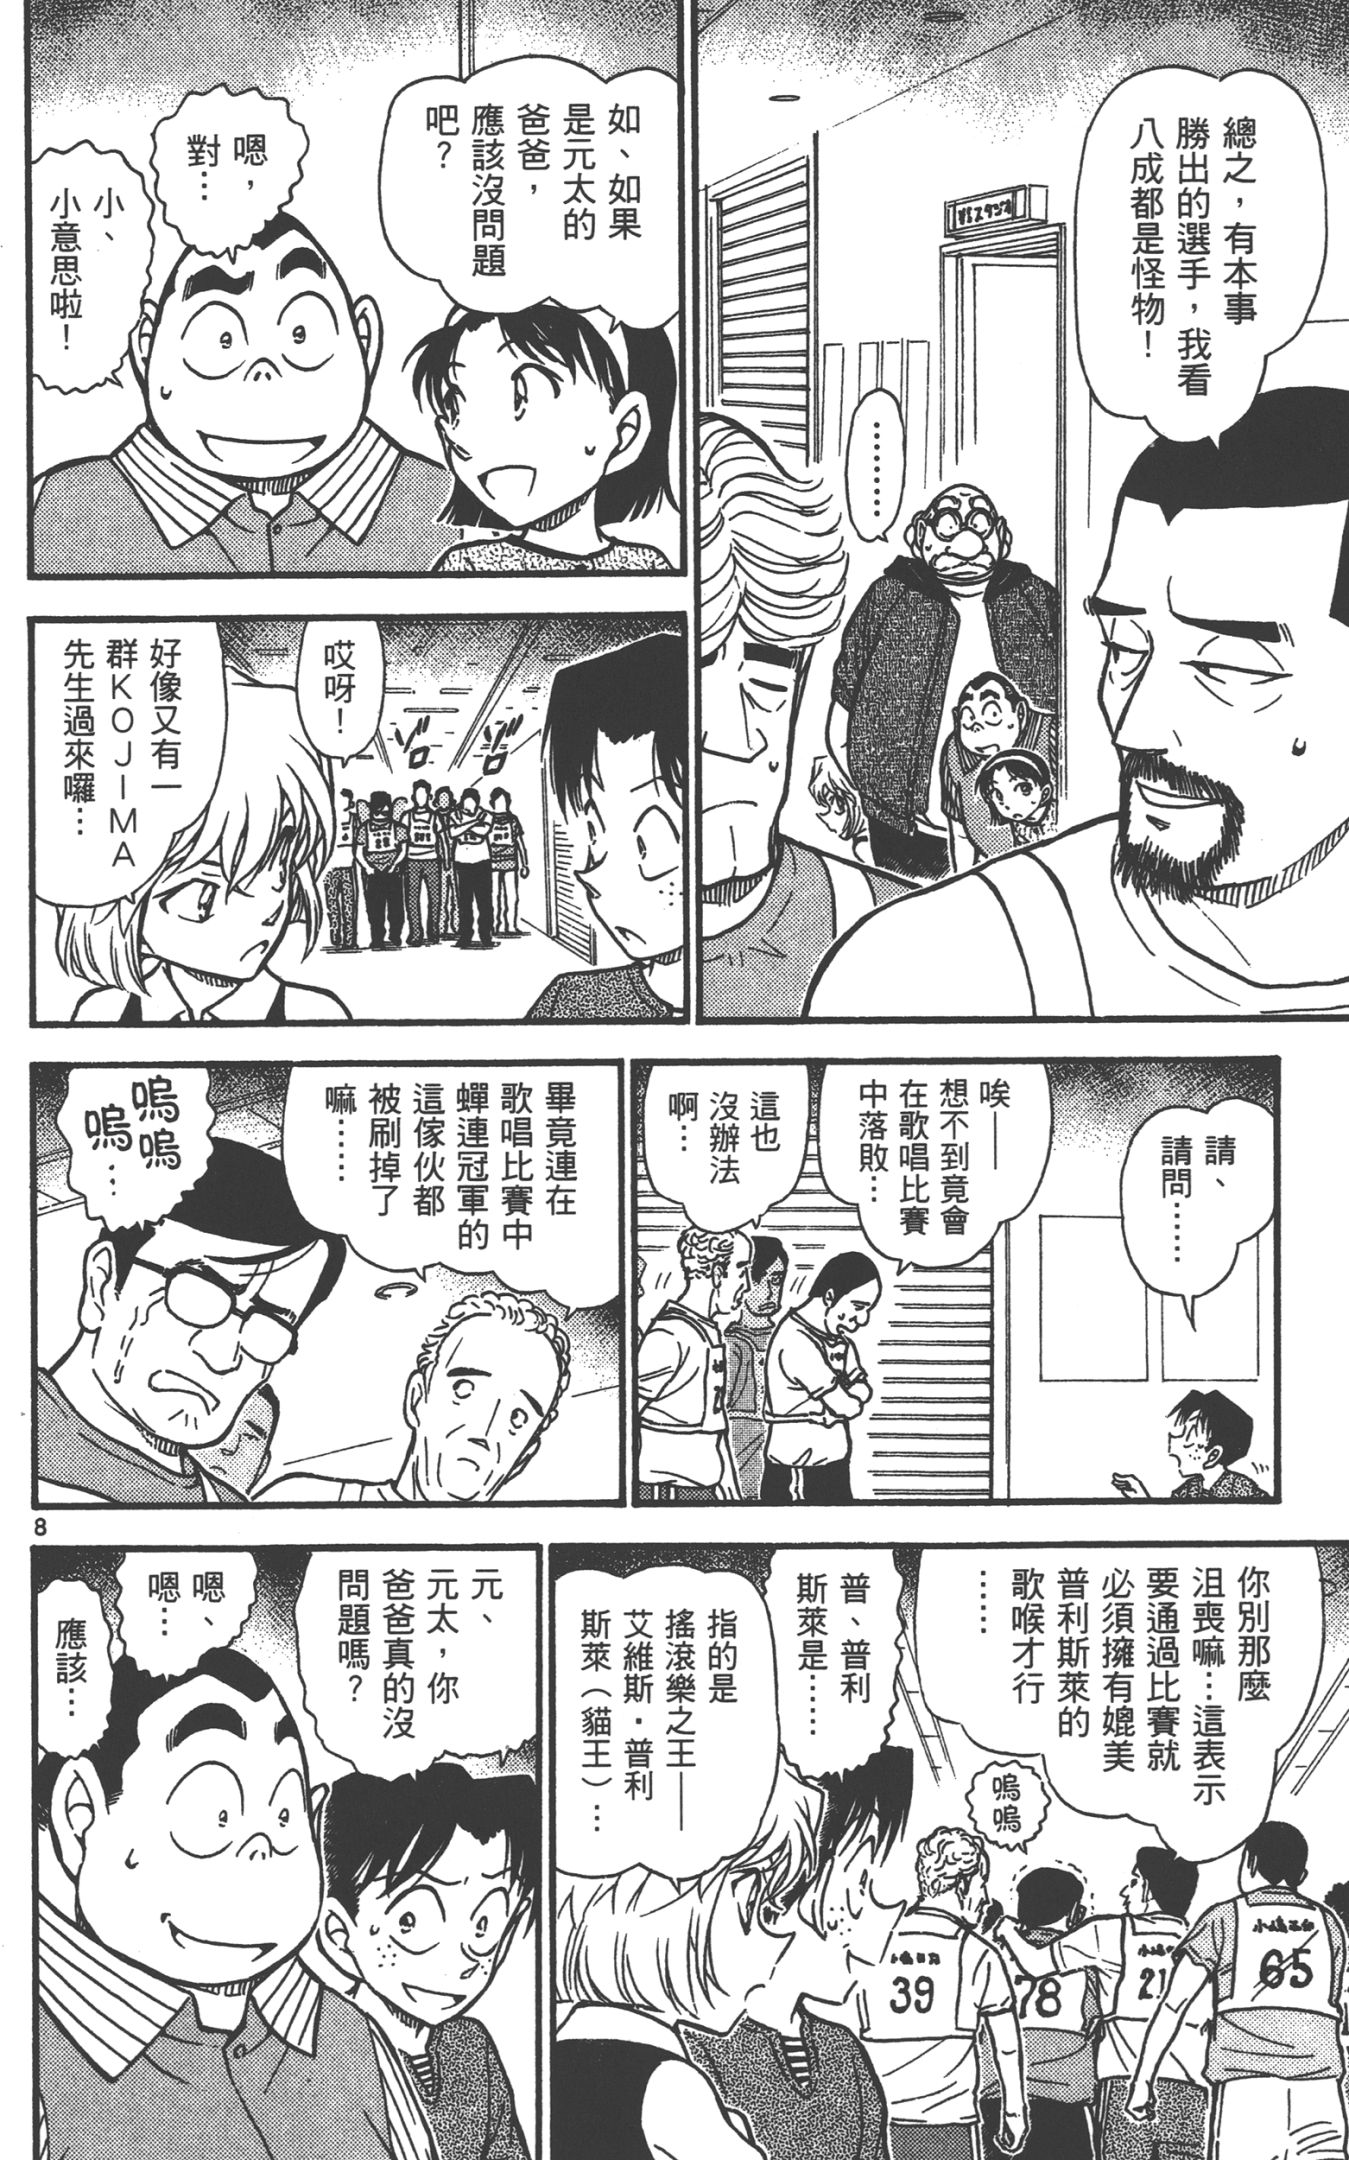 總之，有本事
勝出的選手，我看
八成都是怪物！
………
如、如果
是元太的
爸爸，
應該沒問題
吧？
嗯，
對…
小、
小意思啦！
哎呀！
好像又有一
群KOJIMA
先生過來囉…
請、
請問……
唉——
想不到竟會
在歌唱比賽
中落敗…
這也
沒辦法
啊…
畢竟連在
歌唱比賽中
蟬連冠軍的
這傢伙都
被刷掉了
嘛……
嗚嗚
嗚…
你別那麼
沮喪嘛…這表示
要通過比賽就
必須擁有媲美
普利斯萊的
歌喉才行
……
嗚
嗚
39
78
21
65
普、普利
斯萊是……
指的是
搖滾樂之王——
艾維斯·普利
斯萊（貓王）…
元、
元太，你
爸爸真的沒
問題嗎？
嗯、
嗯…
應該…
8